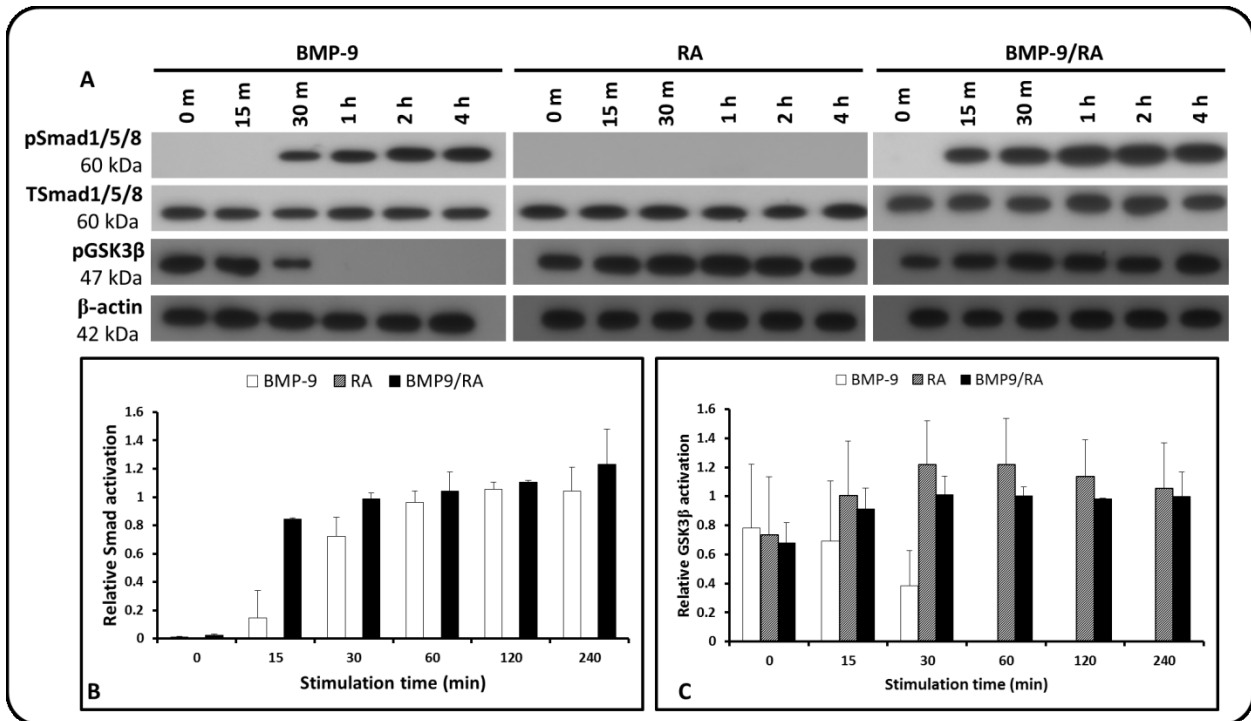 BMP-9 RA BMP-9/RA
A
0 m 15 m 30 m 1 h 2 h 4 h 0 m 15 m 30 m 1 h 2 h 4 h 0 m 15 m 30 m 1 h 2 h 4 h
pSmad1/5/8
60 kDa
TSmad1/5/8
60 kDa
pGSK3β
47 kDa
β-actin
42 kDa
BMP-9 RA BMP9/RA
Relative Smad activation
1.6
1.4
1.2
1
0.8
0.6
0.4
0.2
0
0 15 30 60 120 240
Stimulation time (min)
B
BMP-9 RA BMP9/RA
Relative GSK3β activation
1.6
1.4
1.2
1
0.8
0.6
0.4
0.2
0
0 15 30 60 120 240
Stimulation time (min)
C